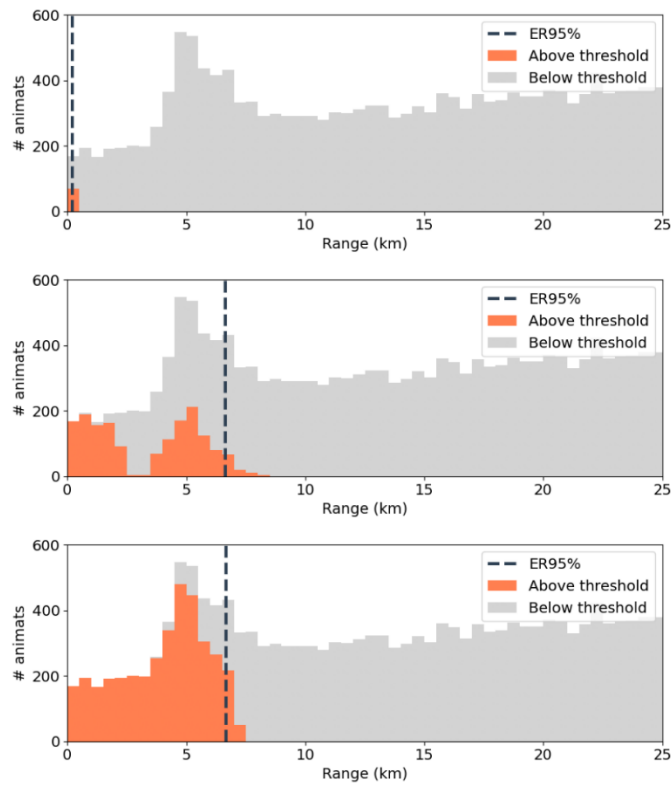 600
400
200
0
# animats
ER95%
Above threshold
Below threshold
0 5 10 15 20 25
Range (km)
600
400
200
0
# animats
ER95%
Above threshold
Below threshold
0 5 10 15 20 25
Range (km)
600
400
200
0
# animats
ER95%
Above threshold
Below threshold
0 5 10 15 20 25
Range (km)